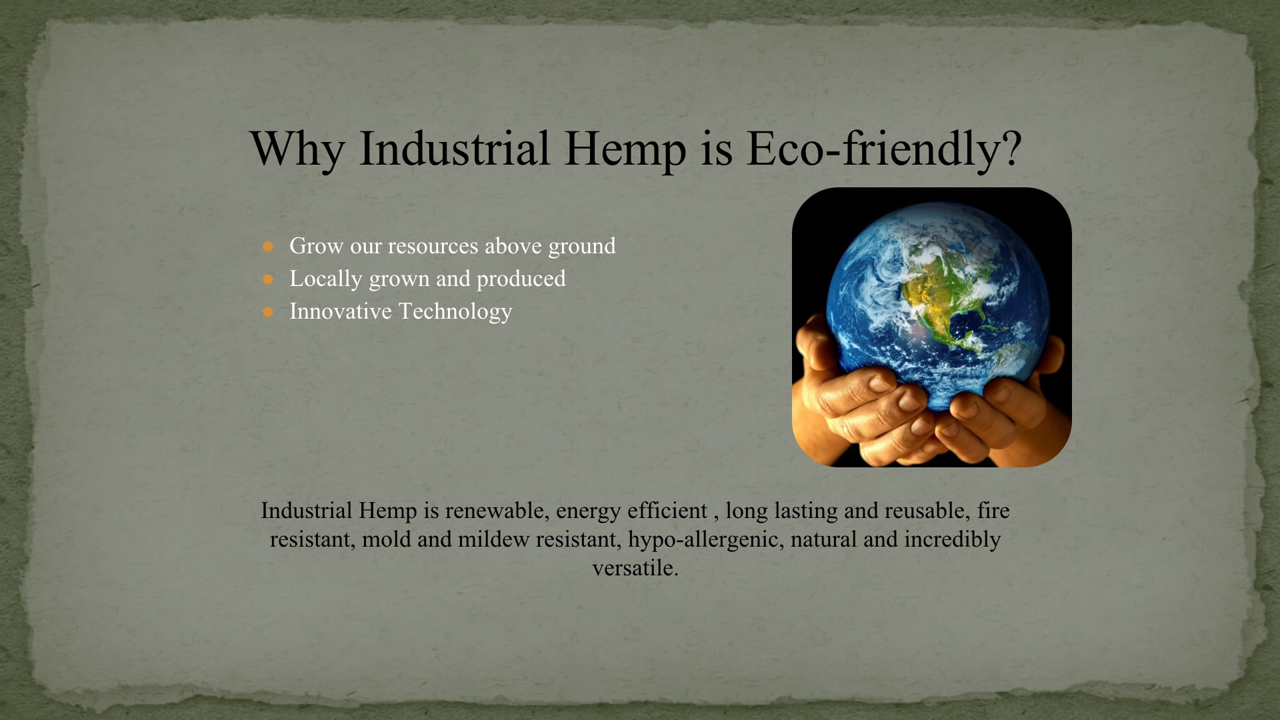 Why Industrial Hemp is Eco-friendly?
Grow our resources above ground
Locally grown and produced
Innovative Technology
Industrial Hemp is renewable, energy efficient , long lasting and reusable, fire
resistant, mold and mildew resistant, hypo-allergenic, natural and incredibly
versatile.